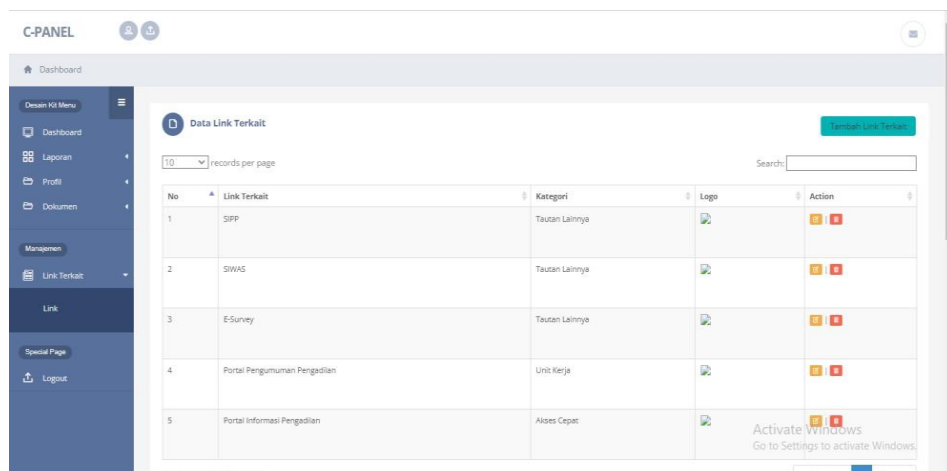 C-PANEL
Dashboard
Desain Kit Menu
Dashboard
Laporan
Profil
Dokumen
Manajemen
Link Terkait
Link
Special Page
Logout
Data Link Terkait
Tambah Link Terkait
10 records per page
Search:
No Link Terkait Kategori Logo Action
1 SIPP Tautan Lainnya |
2 SIWAS Tautan Lainnya |
3 E-Survey Tautan Lainnya |
4 Portal Pengumuman Pengadilan Unit Kerja |
5 Portal Informasi Pengadilan Akses Cepat |
Activate Windows
Go to Settings to activate Windows.